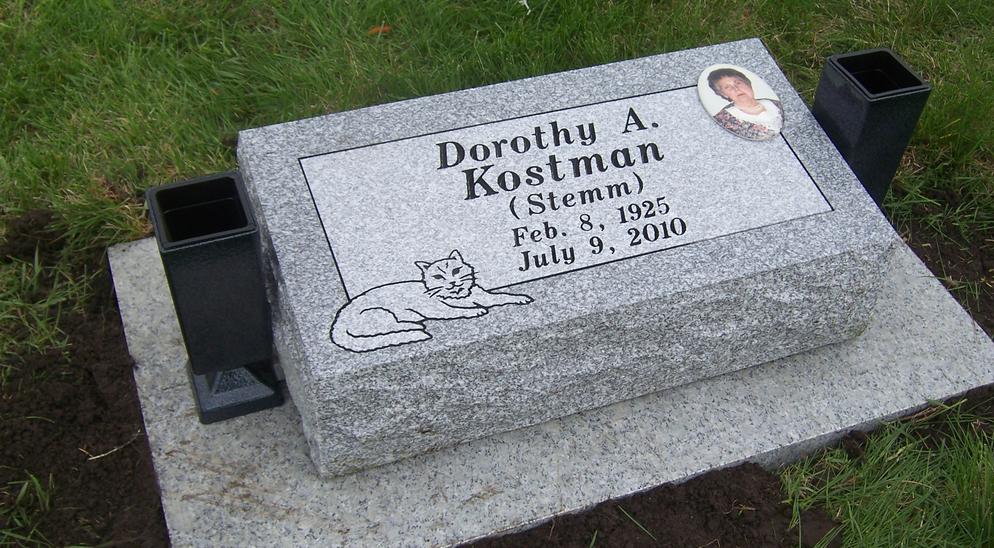 Dorothy A.
Kostman
(Stemm)
Feb. 8, 1925
July 9, 2010